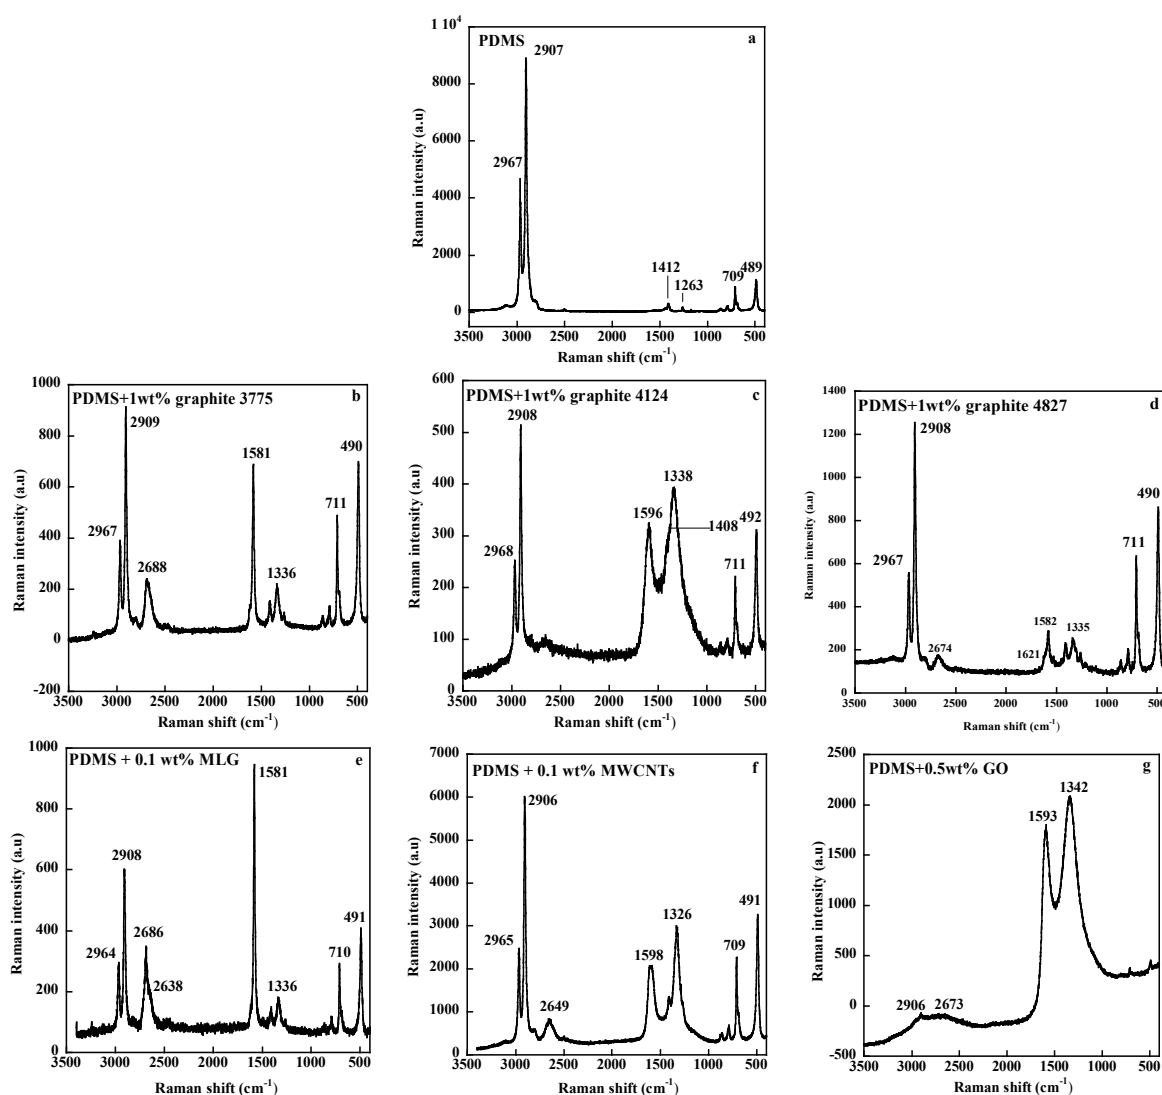 1 10⁴
PDMS
a
2907
8000
6000
2967
4000
2000
1412
1263
709
489
0
3500 3000 2500 2000 1500 1000 500
Raman intensity (a.u)
Raman shift (cm⁻¹)
1000
PDMS+1wt% graphite 3775
b
800
2909
1581
490
600
711
2967
400
2688
1336
200
0
-200
3500 3000 2500 2000 1500 1000 500
Raman intensity (a.u)
Raman shift (cm⁻¹)
600
PDMS+1wt% graphite 4124
c
2908
500
1338
400
1596
1408
492
300
2968
711
200
100
0
3500 3000 2500 2000 1500 1000 500
Raman intensity (a.u)
Raman shift (cm⁻¹)
1400
PDMS+1wt% graphite 4827
d
2908
1200
1000
490
800
711
600
2967
400
2674
1621
1582
1335
200
0
3500 3000 2500 2000 1500 1000 500
Raman intensity (a.u)
Raman shift (cm⁻¹)
1000
PDMS + 0.1 wt% MLG
e
1581
800
2908
600
2686
491
400
2964
2638
1336
710
200
0
3500 3000 2500 2000 1500 1000 500
Raman intensity (a.u)
Raman shift (cm⁻¹)
7000
PDMS + 0.1 wt% MWCNTs
f
2906
6000
5000
4000
491
1326
3000
2965
1598
709
2000
2649
1000
0
3500 3000 2500 2000 1500 1000 500
Raman intensity (a.u)
Raman shift (cm⁻¹)
2500
PDMS+0.5wt% GO
g
1342
2000
1593
1500
1000
500
2906
2673
0
-500
3500 3000 2500 2000 1500 1000 500
Raman intensity (a.u)
Raman shift (cm⁻¹)